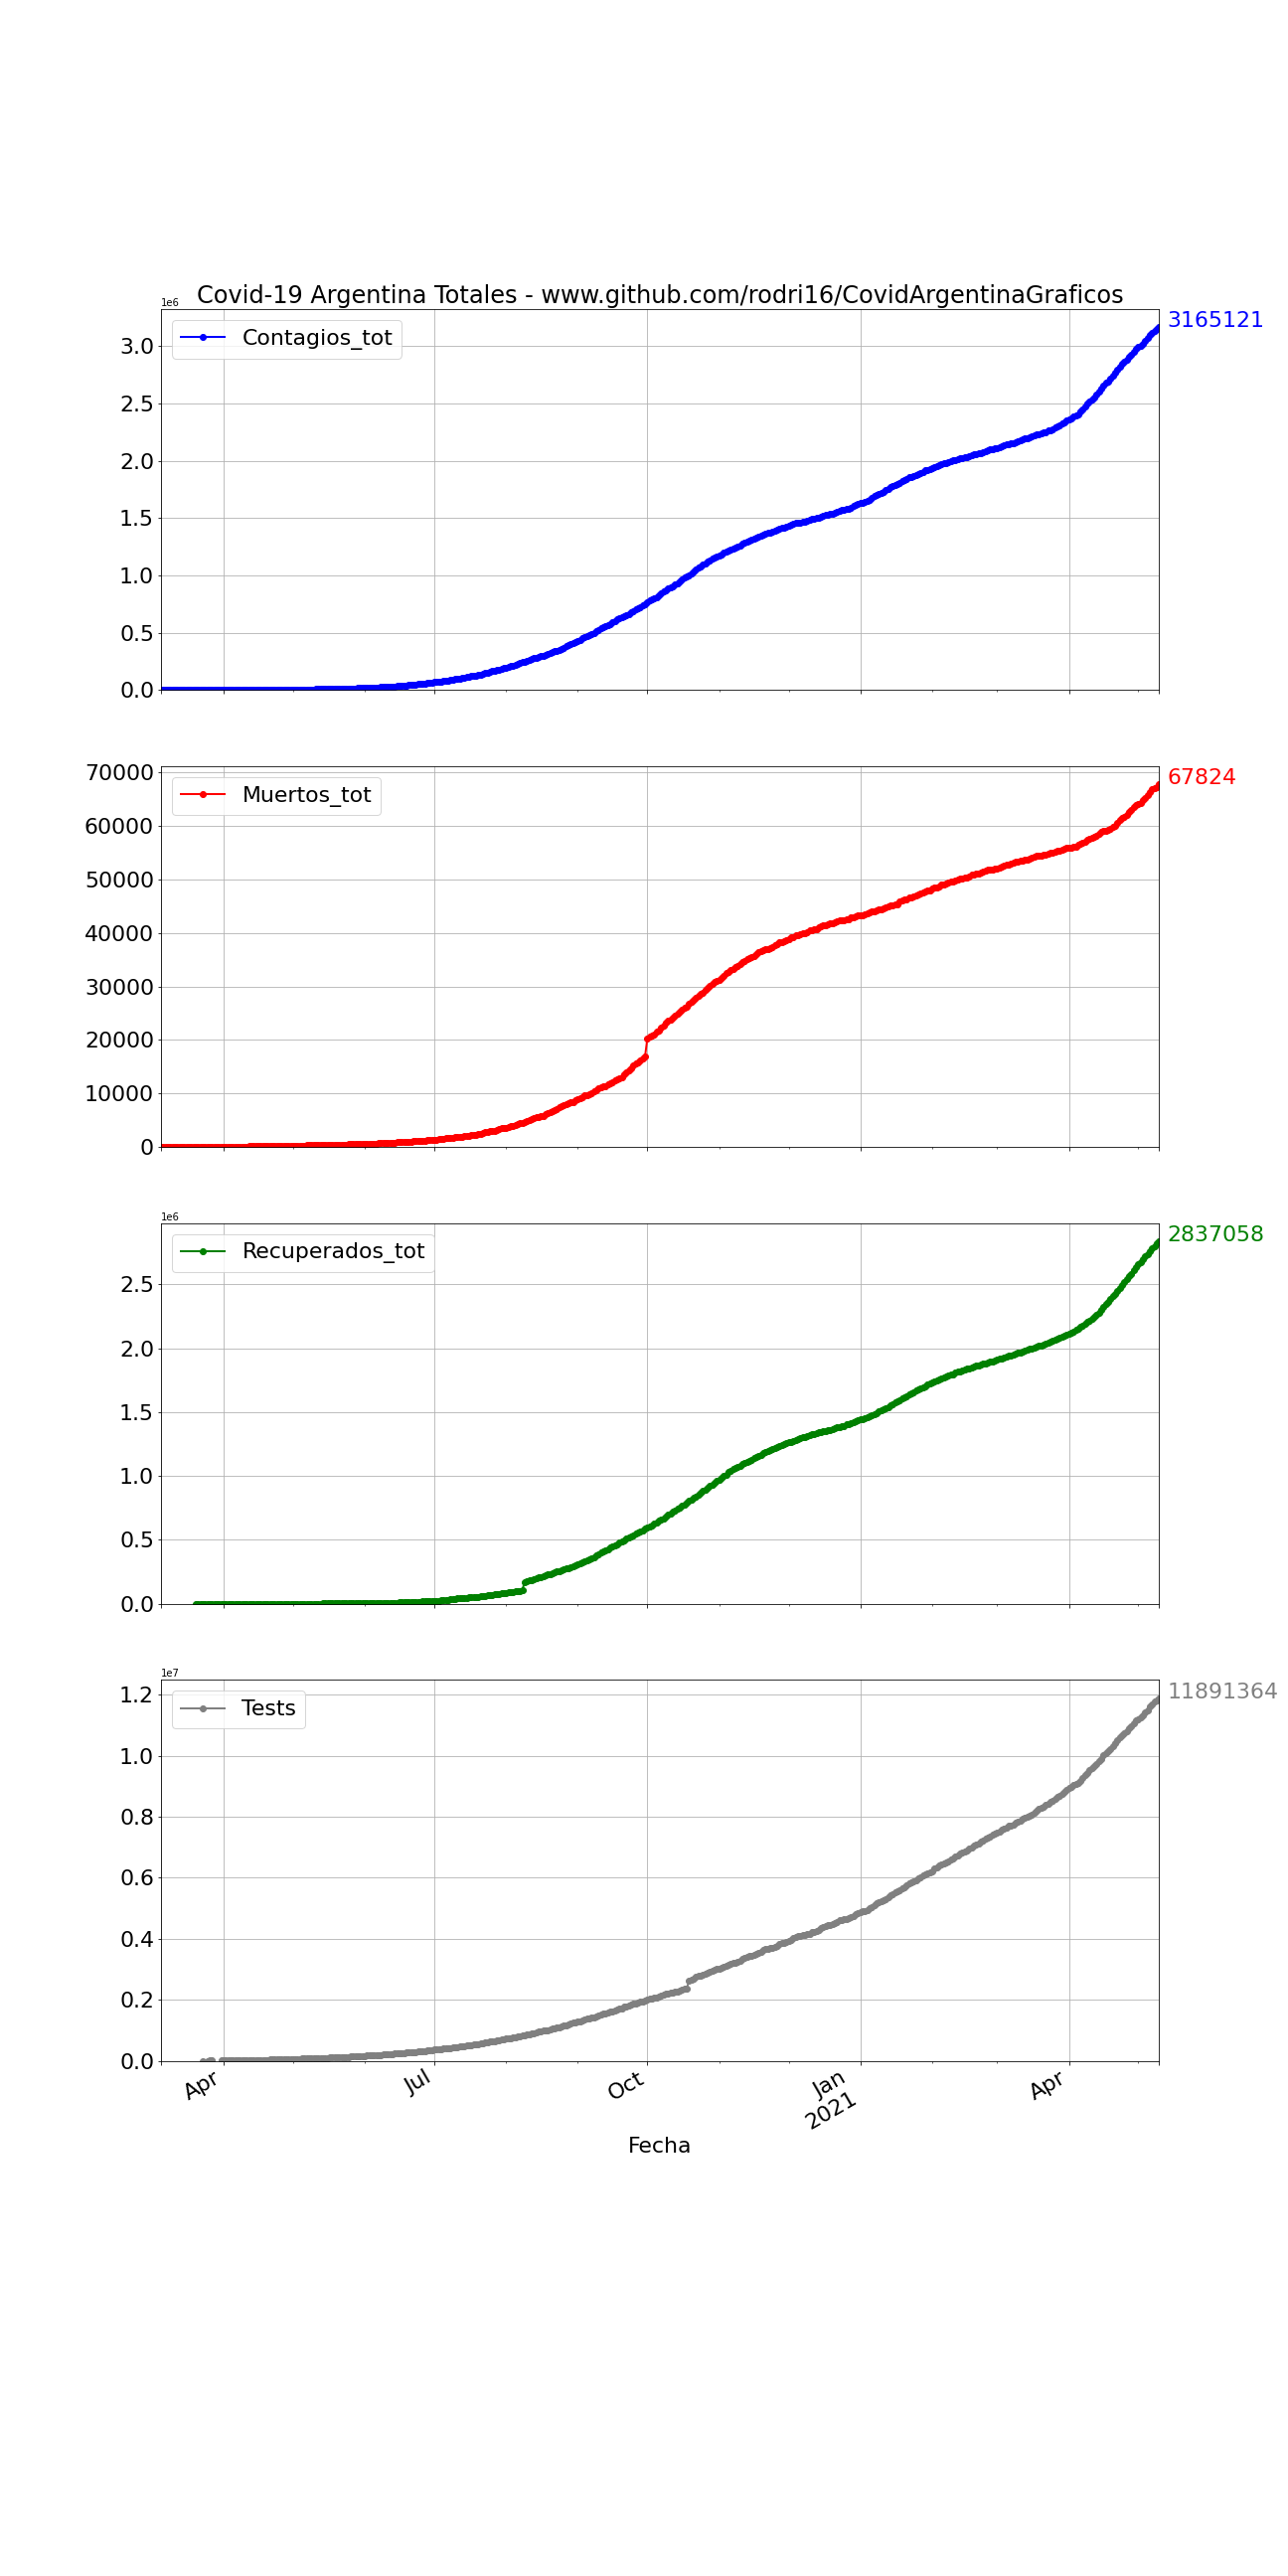 Covid-19 Argentina Totales - www.github.com/rodri16/CovidArgentinaGraficos
1e6
3165121
Contagios_tot
3.0
2.5
2.0
1.5
1.0
0.5
0.0
67824
Muertos_tot
70000
60000
50000
40000
30000
20000
10000
0
1e6
2837058
Recuperados_tot
2.5
2.0
1.5
1.0
0.5
0.0
1e7
11891364
Tests
1.2
1.0
0.8
0.6
0.4
0.2
0.0
Apr
Jul
Oct
Jan
2021
Apr
Fecha